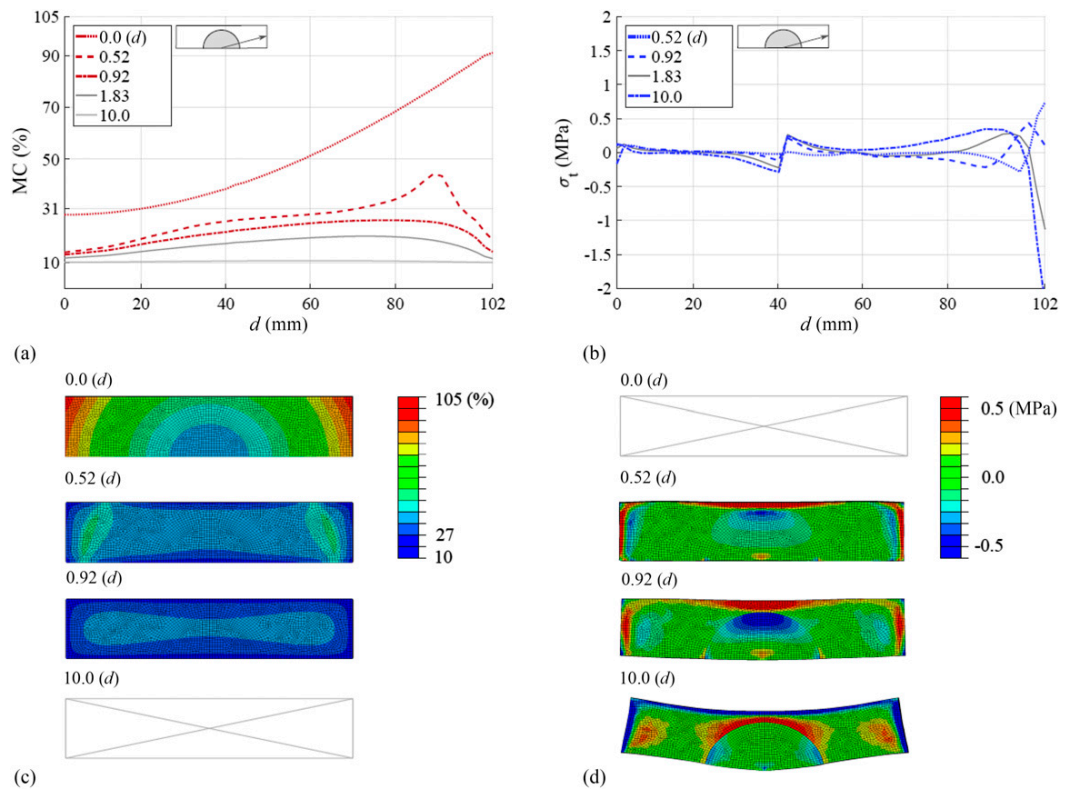 105
90
70
50
31
10
MC (%)
0.0 (d)
0.52
0.92
1.83
10.0
0 20 40 60 80 102
d (mm)
(a)
2
1.5
1
0.5
0
-0.5
-1
-1.5
-2
σt (MPa)
0.52 (d)
0.92
1.83
10.0
0 20 40 60 80 102
d (mm)
(b)
0.0 (d)
105 (%)
27
10
0.52 (d)
0.92 (d)
10.0 (d)
(c)
0.0 (d)
0.5 (MPa)
0.0
-0.5
0.52 (d)
0.92 (d)
10.0 (d)
(d)